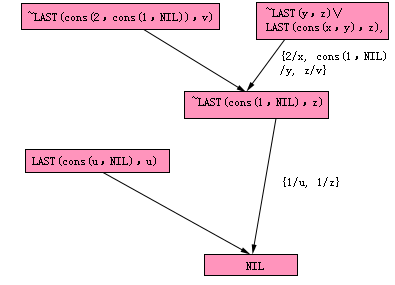 ~LAST(cons(2, cons(1, NIL)), v)
~LAST(y, z)∨
LAST(cons(x, y), z),
{2/x, cons(1, NIL)
/y, z/v}
~LAST(cons(1, NIL), z)
LAST(cons(u, NIL), u)
{1/u, 1/z}
NIL